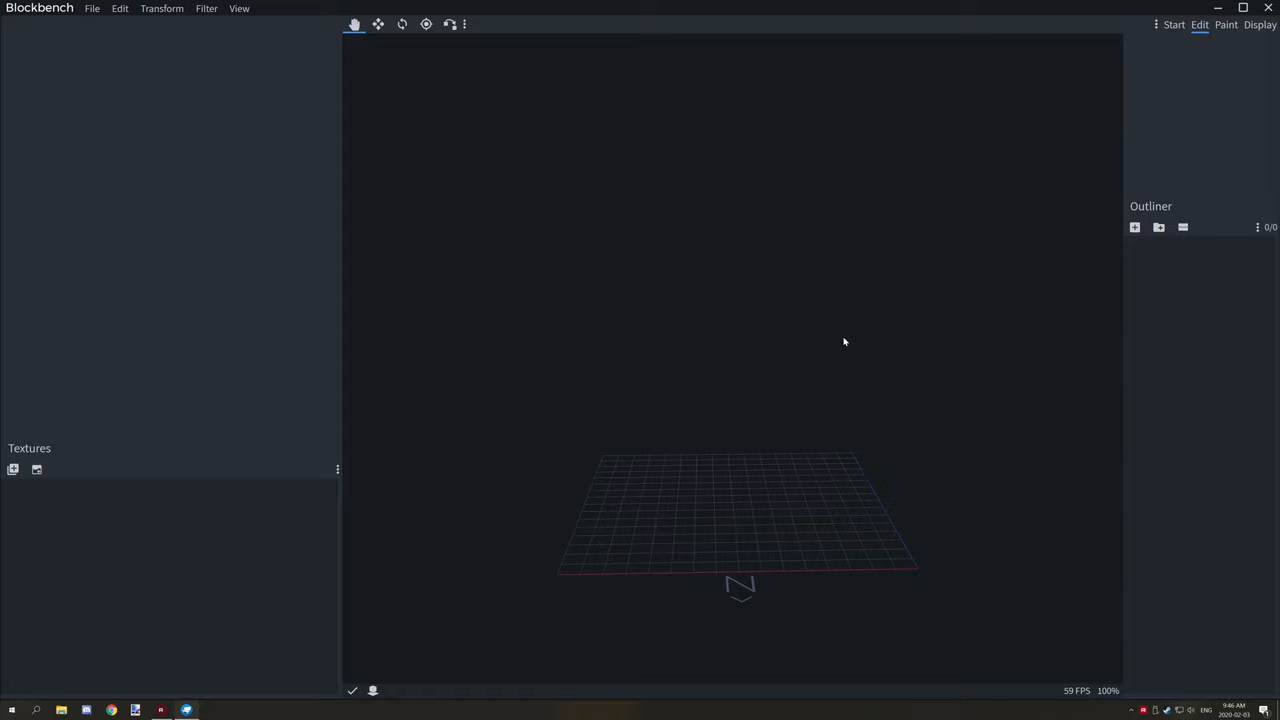 Blockbench File Edit Transform Filter View
Start Edit Paint Display
Outliner
0/0
Textures
N
59 FPS 100%
ENG
9:46 AM
2020-02-03